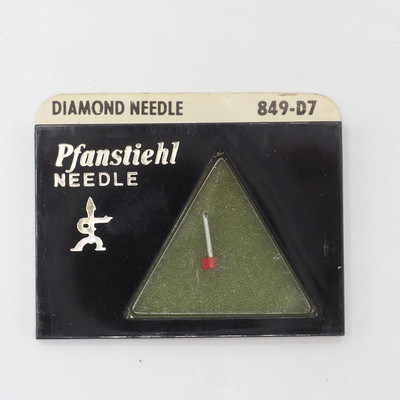 DIAMOND NEEDLE 849-D7
Pfanstiehl
NEEDLE